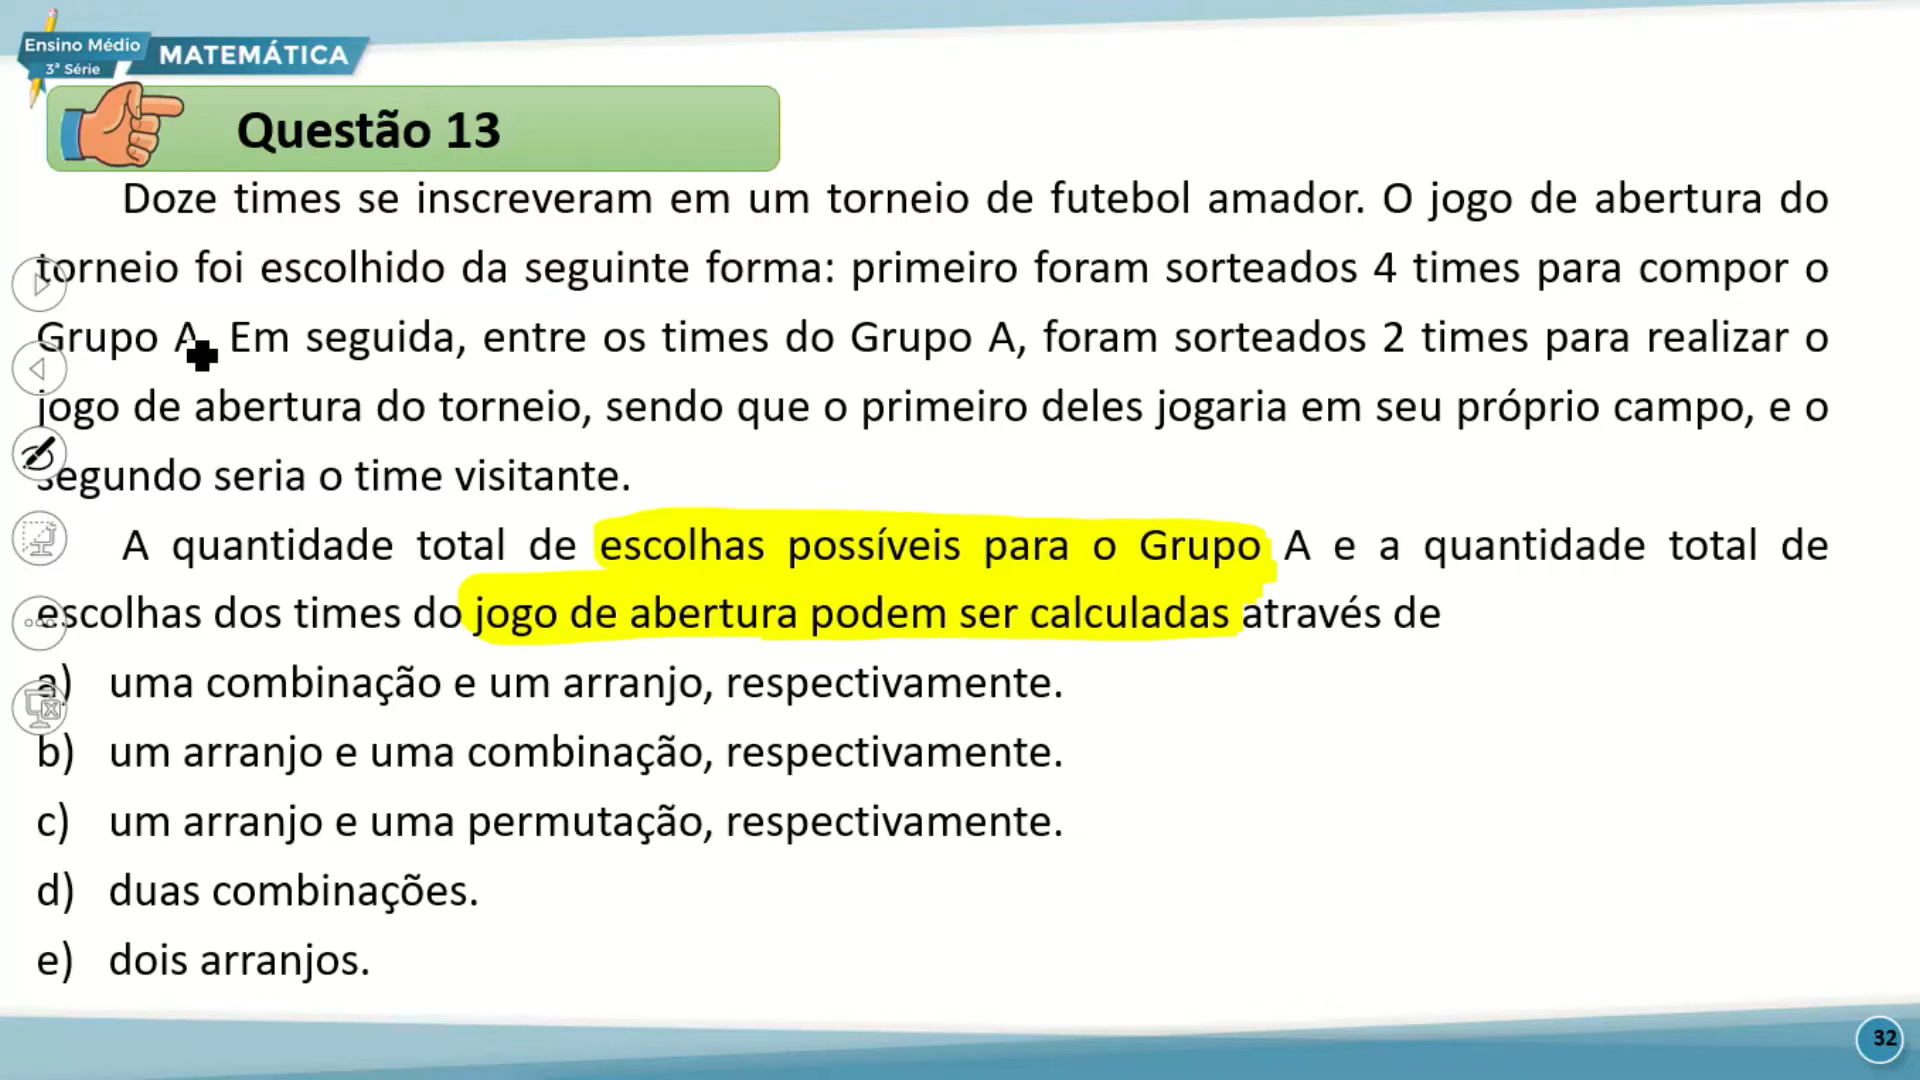 Ensino Médio
3ª Série
MATEMÁTICA
Questão 13
Doze times se inscreveram em um torneio de futebol amador. O jogo de abertura do
torneio foi escolhido da seguinte forma: primeiro foram sorteados 4 times para compor o
Grupo A. Em seguida, entre os times do Grupo A, foram sorteados 2 times para realizar o
jogo de abertura do torneio, sendo que o primeiro deles jogaria em seu próprio campo, e o
segundo seria o time visitante.
A quantidade total de escolhas possíveis para o Grupo A e a quantidade total de
escolhas dos times do jogo de abertura podem ser calculadas através de
a) uma combinação e um arranjo, respectivamente.
b) um arranjo e uma combinação, respectivamente.
c) um arranjo e uma permutação, respectivamente.
d) duas combinações.
e) dois arranjos.
32